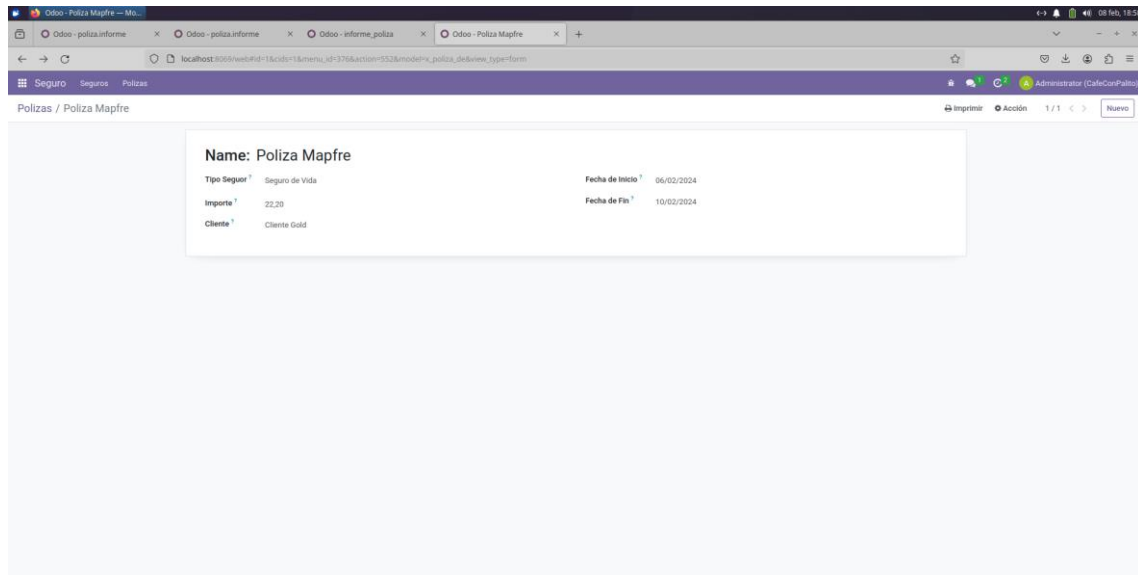 Odoo - Poliza Mapfre — Mo...
08 feb, 18:5
Odoo - poliza.informe
Odoo - poliza.informe
Odoo - informe_poliza
Odoo - Poliza Mapfre
localhost:8069/web#id=1&cids=1&menu_id=376&action=552&model=x_poliza_de&view_type=form
Seguro Seguros Polizas
1 2 A Administrator (CafeConPalito)
Polizas / Poliza Mapfre
Imprimir Acción 1 / 1 Nuevo
Name: Poliza Mapfre
Tipo Seguor ? Seguro de Vida
Fecha de Inicio ? 06/02/2024
Importe ? 22,20
Fecha de Fin ? 10/02/2024
Cliente ? Cliente Gold